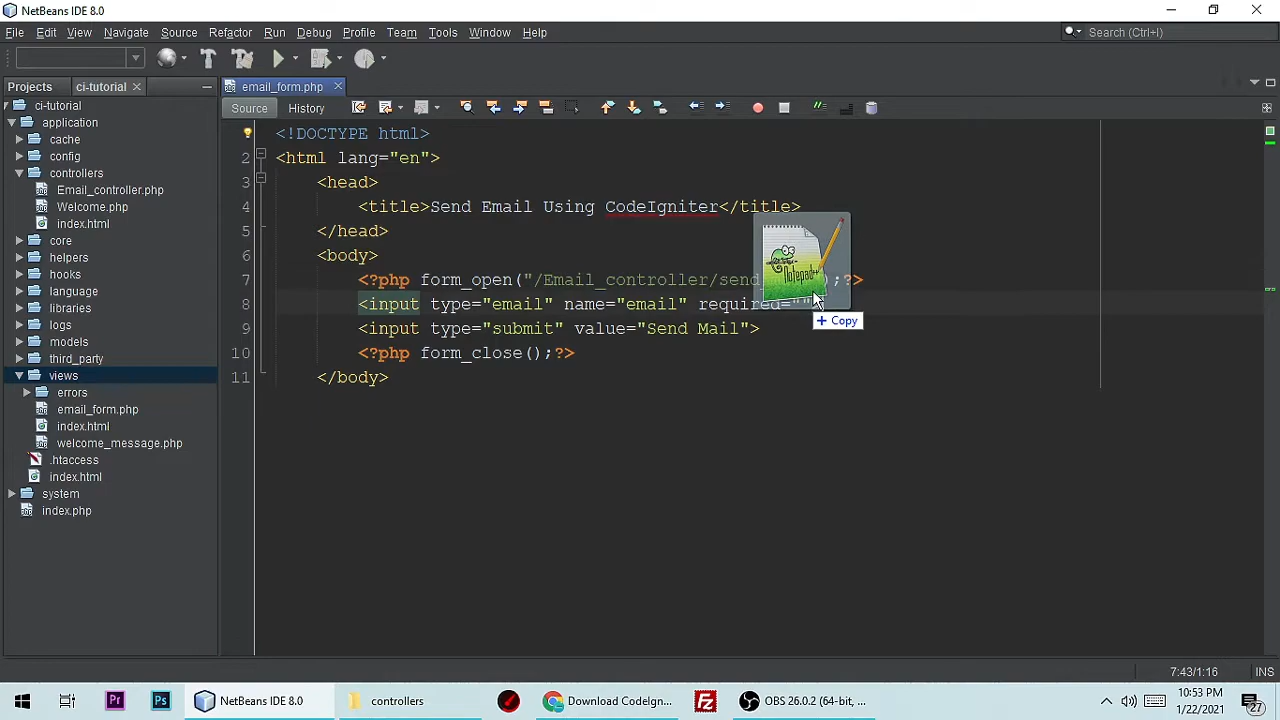 NetBeans IDE 8.0
File Edit View Navigate Source Refactor Run Debug Profile Team Tools Window Help
Search (Ctrl+I)
Projects ci-tutorial
email_form.php
Source History
ci-tutorial
application
cache
config
controllers
Email_controller.php
Welcome.php
index.html
core
helpers
hooks
language
libraries
logs
models
third_party
views
errors
email_form.php
index.html
welcome_message.php
.htaccess
index.html
system
index.php
<!DOCTYPE html>
2 <html lang="en">
3 <head>
4 <title>Send Email Using CodeIgniter</title>
5 </head>
6 <body>
7 <?php form_open("/Email_controller/send );?>
8 <input type="email" name="email" required=""
9 <input type="submit" value="Send Mail">
10 <?php form_close();?>
11 </body>
Notepad++
+ Copy
7:43/1:16 INS
Pr
Ps
NetBeans IDE 8.0
controllers
Download CodeIgn...
Fz
OBS 26.0.2 (64-bit, ...
10:53 PM
1/22/2021
27